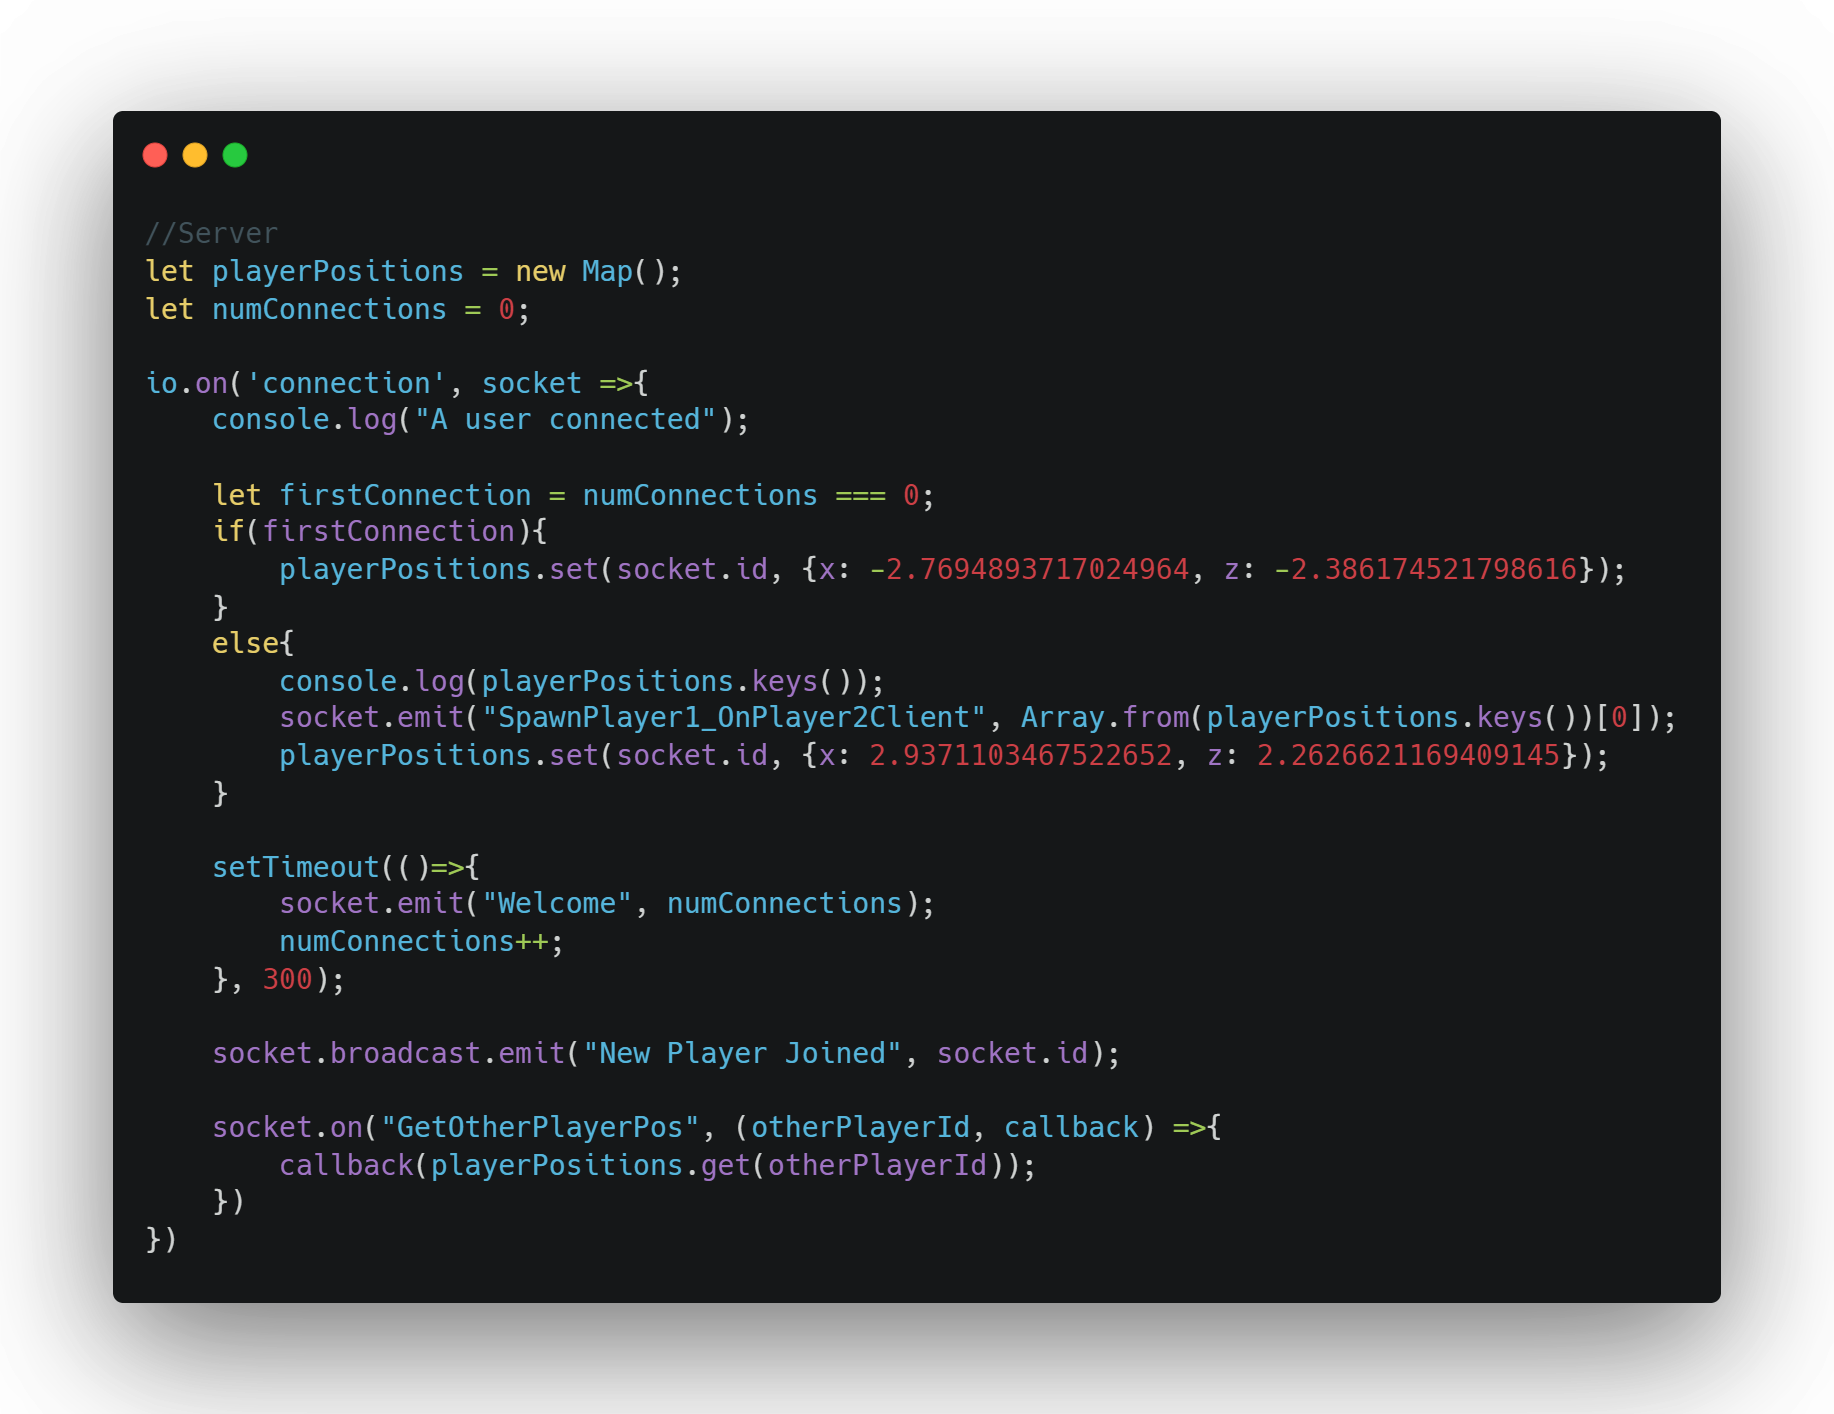 //Server
let playerPositions = new Map();
let numConnections = 0;

io.on('connection', socket =>{
    console.log("A user connected");

    let firstConnection = numConnections === 0;
    if(firstConnection){
        playerPositions.set(socket.id, {x: -2.7694893717024964, z: -2.386174521798616});
    }
    else{
        console.log(playerPositions.keys());
        socket.emit("SpawnPlayer1_OnPlayer2Client", Array.from(playerPositions.keys())[0]);
        playerPositions.set(socket.id, {x: 2.9371103467522652, z: 2.2626621169409145});
    }

    setTimeout(()=>{
        socket.emit("Welcome", numConnections);
        numConnections++;
    }, 300);

    socket.broadcast.emit("New Player Joined", socket.id);

    socket.on("GetOtherPlayerPos", (otherPlayerId, callback) =>{
        callback(playerPositions.get(otherPlayerId));
    })
})